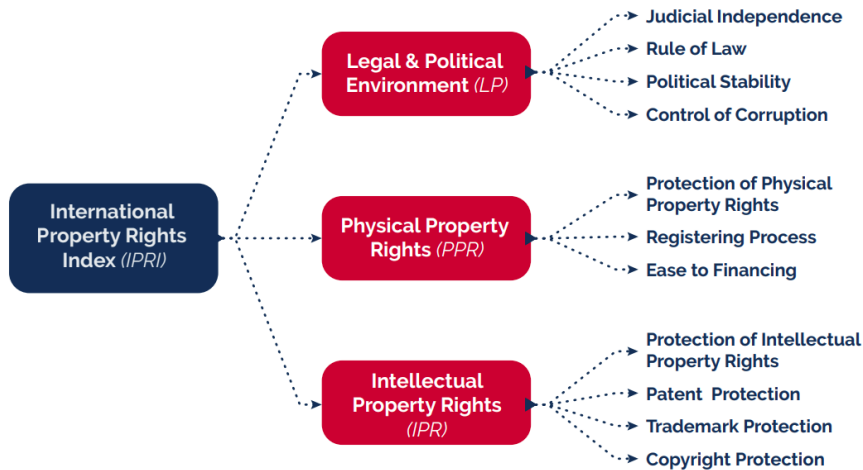 International
Property Rights
Index (IPRI)
Legal & Political
Environment (LP)
Judicial Independence
Rule of Law
Political Stability
Control of Corruption
Physical Property
Rights (PPR)
Protection of Physical
Property Rights
Registering Process
Ease to Financing
Intellectual
Property Rights
(IPR)
Protection of Intellectual
Property Rights
Patent Protection
Trademark Protection
Copyright Protection